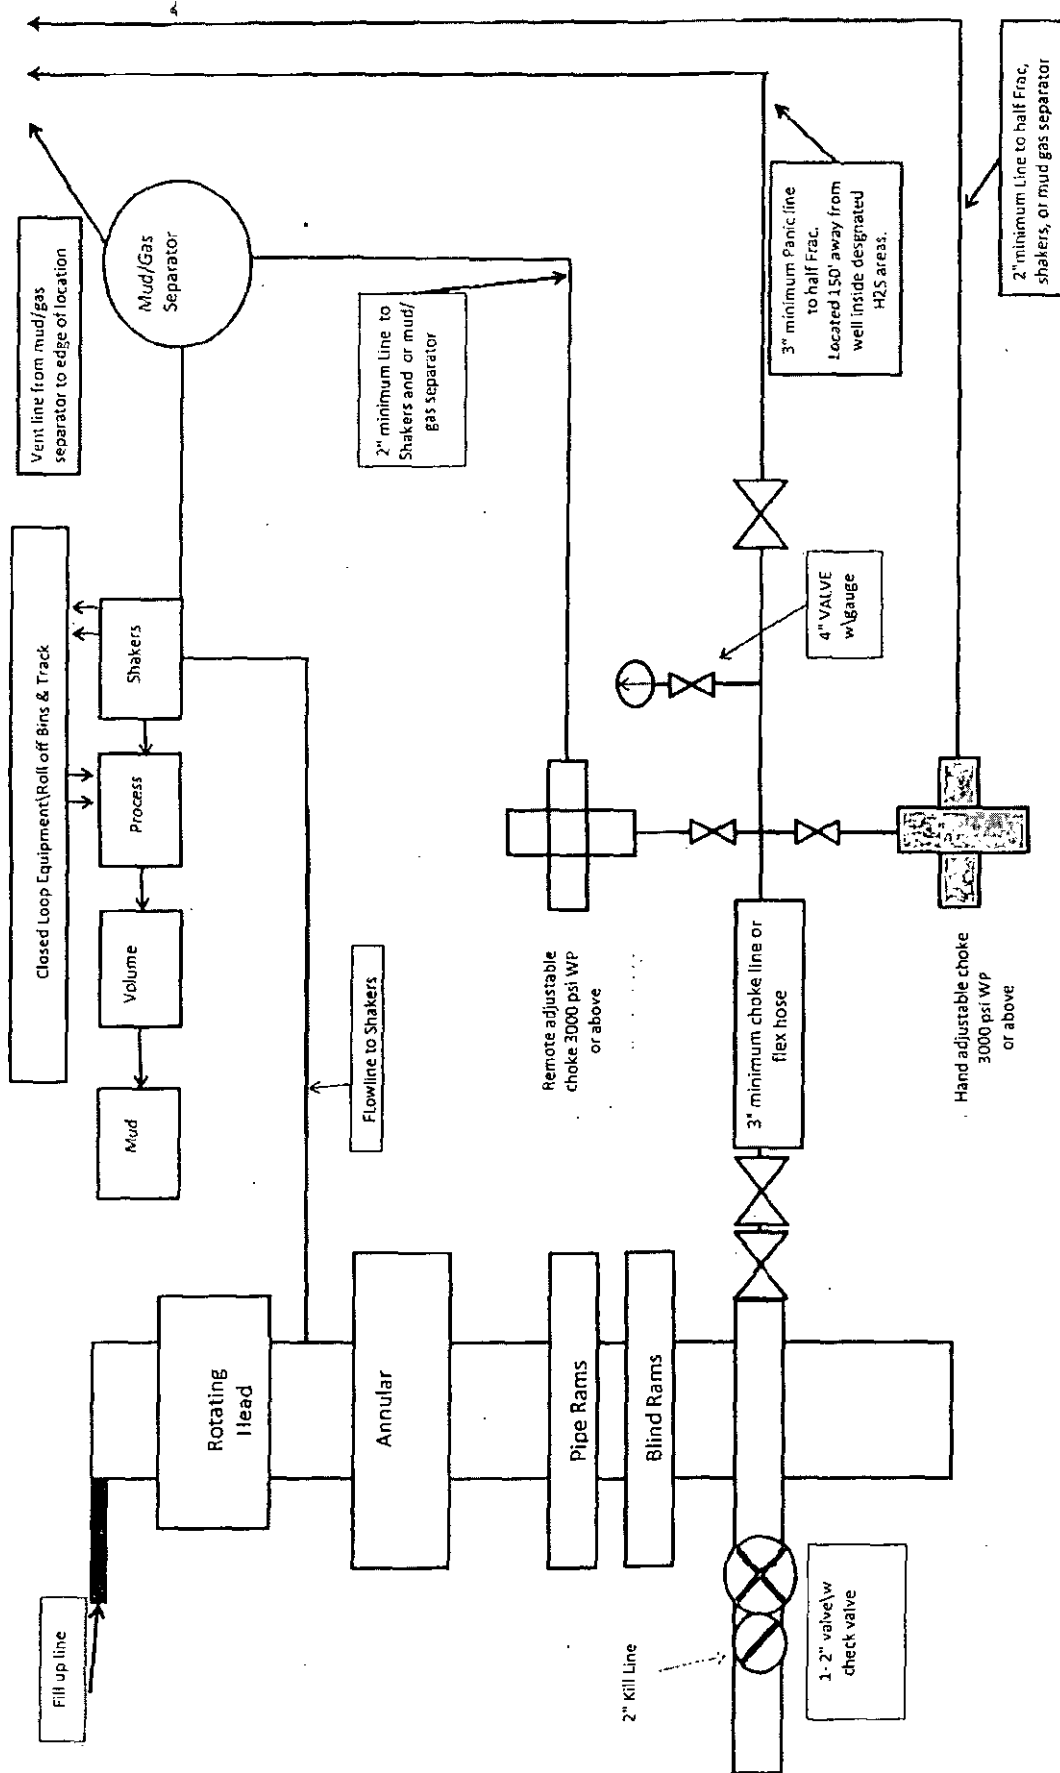 Fill up line
Rotating
Head
Annular
Pipe Rams
Blind Rams
2" Kill Line
1- 2" valve\w
check valve
Closed Loop Equipment\Roll off Bins & Track
Mud
Volume
Process
Shakers
Flowline to Shakers
Vent line from mud/gas
separator to edge of location
Mud/Gas
Separator
2" minimum Line to
Shakers and or mud/
gas separator
Remote adjustable
choke 3000 psi WP
or above
3" minimum choke line or
flex hose
4" VALVE
w\gauge
3" minimum Panic line
to half Frac.
Located 150' away from
well inside desgnated
H2S areas.
Hand adjustable choke
3000 psi WP
or above
2"minimum Line to half Frac,
shakers, or mud gas separator